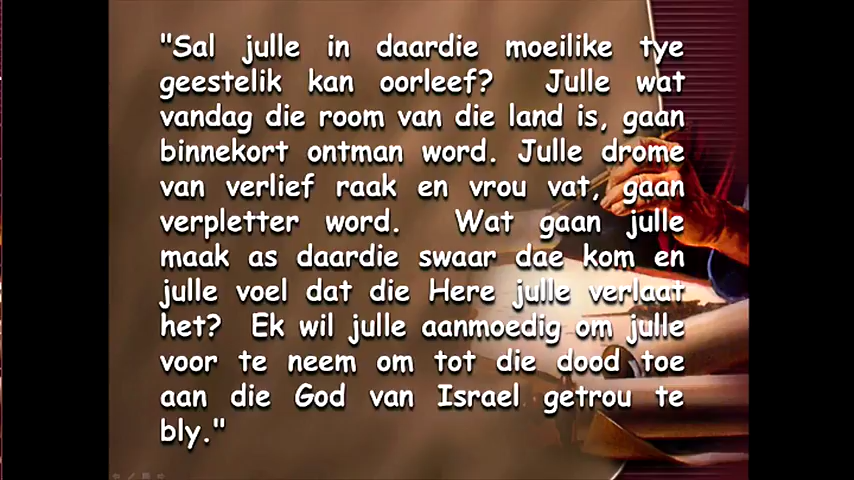 "Sal julle in daardie moeilike tye
geestelik kan oorleef? Julle wat
vandag die room van die land is, gaan
binnekort ontman word. Julle drome
van verlief raak en vrou vat, gaan
verpletter word. Wat gaan julle
maak as daardie swaar dae kom en
julle voel dat die Here julle verlaat
het? Ek wil julle aanmoedig om julle
voor te neem om tot die dood toe
aan die God van Israel getrou te
bly."